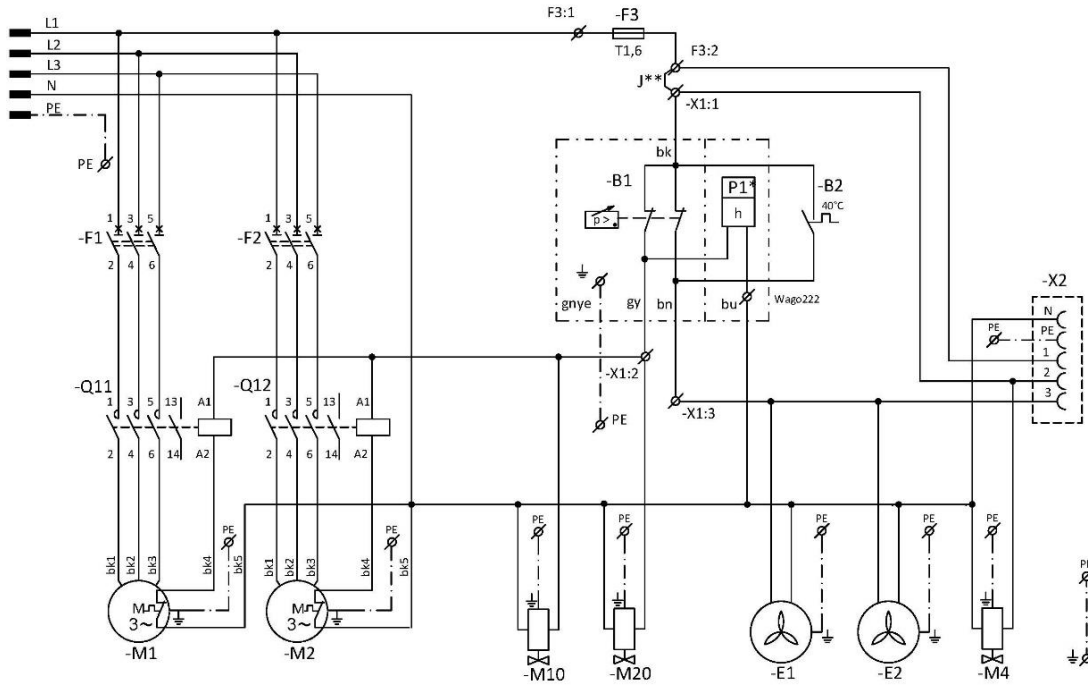 L1
F3:1
-F3
L2
T1,6
F3:2
L3
J**
N
-X1:1
PE
PE
bk
-B1
P1*
-B2
40°C
p>
h
1 3 5
-F1
2 4 6
1 3 5
-F2
2 4 6
gnye
gy
bn
bu
Wago222
-X2
N
PE
PE
1
2
3
-X1:2
-Q11
1 3 5 13 A1
2 4 6 14 A2
-Q12
1 3 5 13 A1
2 4 6 14 A2
PE
-X1:3
bk1
bk2
bk3
bk4
PE
bk5
bk1
bk2
bk3
bk4
PE
bk5
PE
PE
PE
PE
PE
PE
M
3~
M
3~
-M1
-M2
-M10
-M20
-E1
-E2
-M4